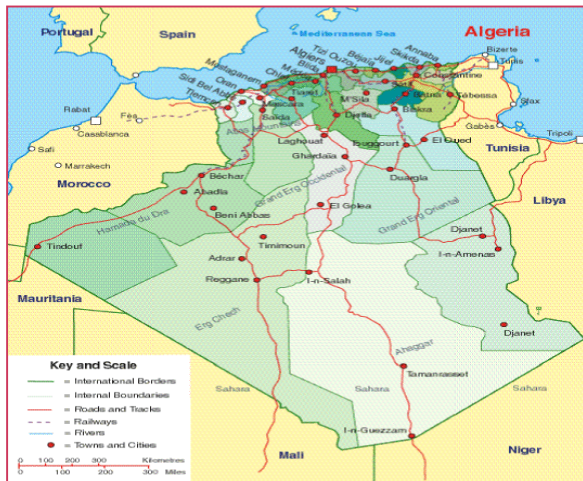 Portugal
Spain
Mediterranean Sea
Algeria
Algiers
Tizi Ouzou
Bejaia
Jijel
Skikda
Annaba
Bizerte
Tunis
Constantine
Blida
Mostaganem
Oran
Sidi Bel Abbes
Tlemcen
Mascara
Saida
Tiaret
M'Sila
Batna
Tebessa
Biskra
Djelfa
Rabat
Fès
Casablanca
Safi
Marrakech
Morocco
Laghouat
Ghardaïa
Touggourt
El Oued
Gabès
Sfax
Tripoli
Tunisia
Libya
Ouargla
Béchar
Abadla
Beni Abbas
Grand Erg Occidental
Grand Erg Oriental
El Golea
Hamada du Dra
Tindouf
Timimoun
Adrar
Reggane
I-n-Salah
Djanet
I-n-Amenas
Mauritania
Erg Chech
Ahaggar
Djanet
Tamanrasset
Sahara
Sahara
Sahara
I-n-Guezzam
Mali
Niger
Key and Scale
= International Borders
= Internal Boundaries
= Roads and Tracks
= Railways
= Rivers
= Towns and Cities
0 100 200 Kilometres
0 100 200 300 Miles